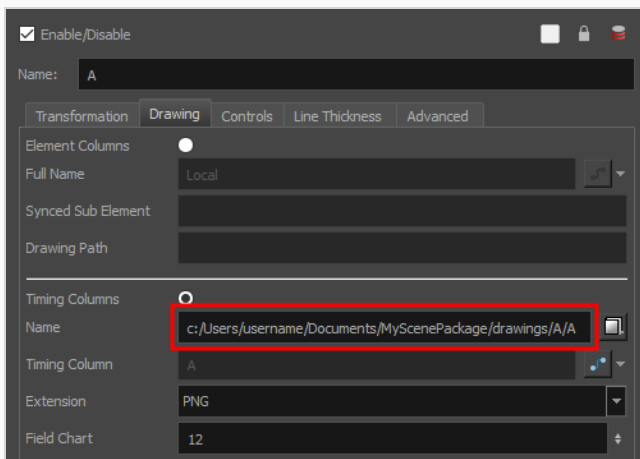 Enable/Disable
Name: A
Transformation Drawing Controls Line Thickness Advanced
Element Columns
Full Name Local
Synced Sub Element
Drawing Path
Timing Columns
Name c:/Users/username/Documents/MyScenePackage/drawings/A/A
Timing Column A
Extension PNG
Field Chart 12